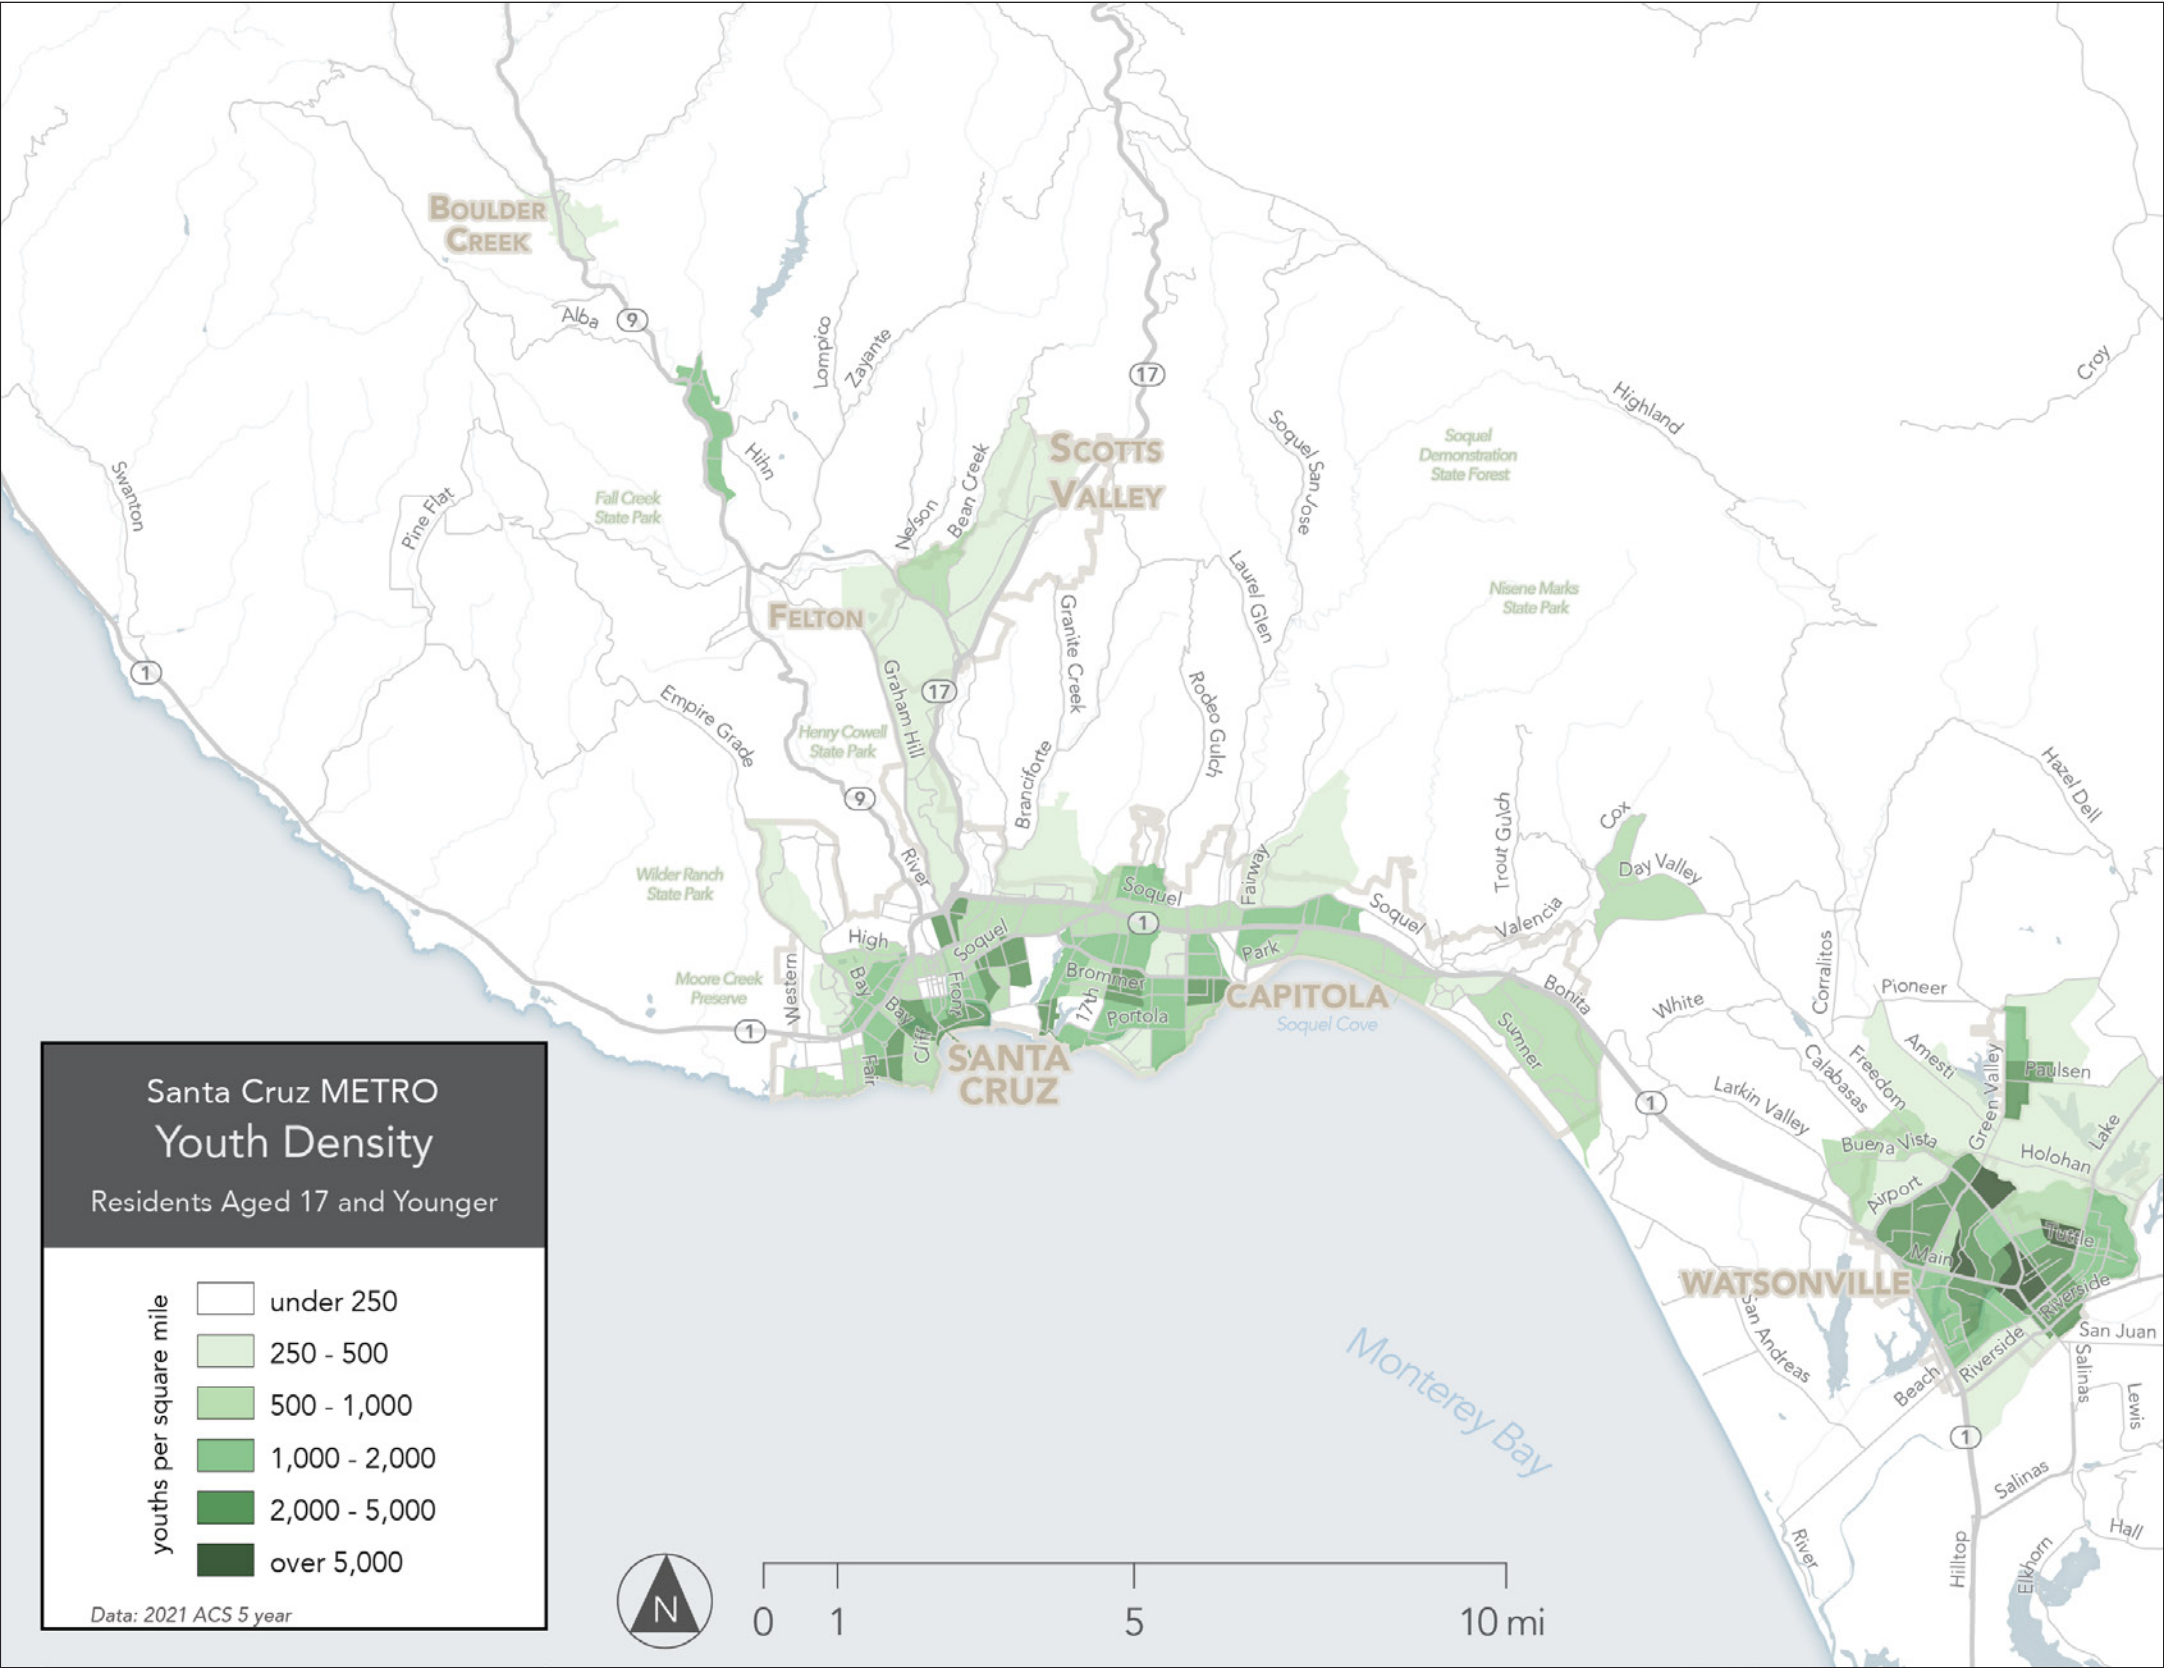 BOULDER
CREEK
Alba
9
Lompico
Zayante
17
Croy
Highland
SCOTTS
VALLEY
Soquel San Jose
Soquel
Demonstration
State Forest
Hihn
Swanton
Pine Flat
Fall Creek
State Park
Nelson
Bean Creek
Laurel Glen
Nisene Marks
State Park
FELTON
Granite Creek
1
Graham Hill
17
Empire Grade
Rodeo Gulch
Henry Cowell
State Park
Branciforte
9
Hazel Dell
Trout Gulch
Cox
River
Fairway
Day Valley
Wilder Ranch
State Park
Soquel
1
Soquel
Valencia
High
Soquel
Park
Corralitos
Moore Creek
Preserve
Western
Bay
Front
Brommer
17th
CAPITOLA
Soquel Cove
Bonita
White
Pioneer
Bay
Portola
1
Cliff
Fair
SANTA
CRUZ
Sumner
Calabasas
Freedom
Amesti
Green Valley
Paulsen
1
Larkin Valley
Lake
Buena Vista
Holohan
Airport
Tuttle
Main
WATSONVILLE
Riverside
San Andreas
Riverside
San Juan
Beach
Salinas
Lewis
1
Salinas
Monterey Bay
River
Hilltop
Elkhorn
Hall
Santa Cruz METRO
Youth Density
Residents Aged 17 and Younger
youths per square mile
under 250
250 - 500
500 - 1,000
1,000 - 2,000
2,000 - 5,000
over 5,000
Data: 2021 ACS 5 year
N
0 1 5 10 mi